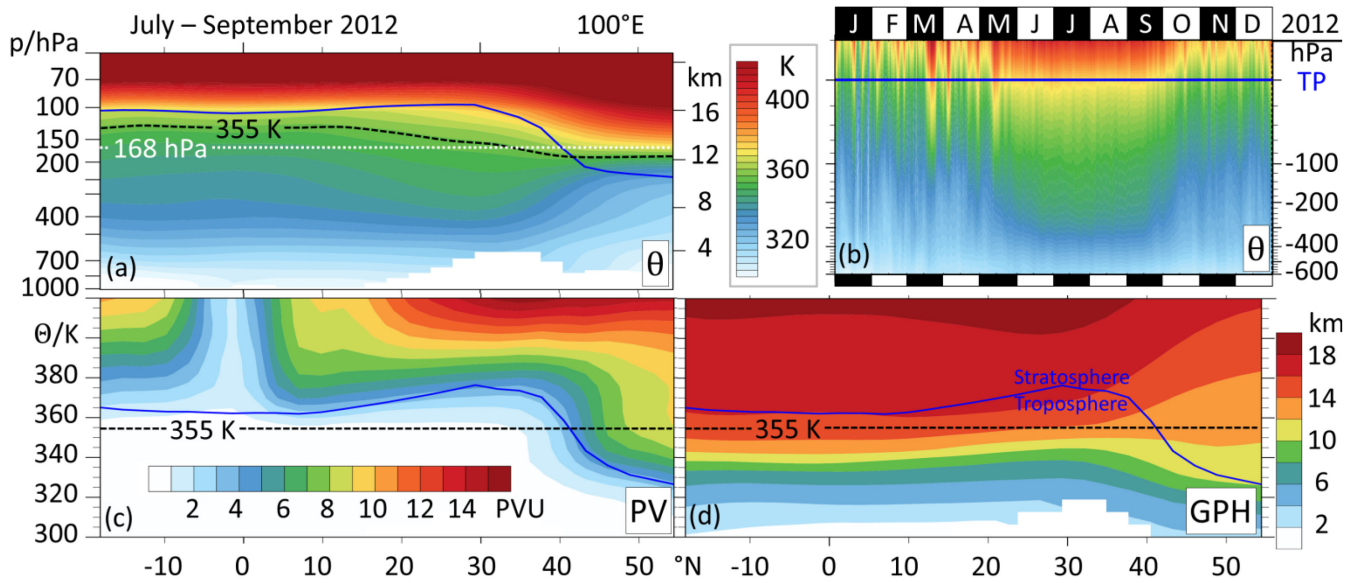 July – September 2012 100°E
p/hPa
70
100
150
200
400
700
1000
355 K
168 hPa
(a)
θ
km
16
12
8
4
K
400
360
320
J F M A M J J A S O N D 2012
hPa
TP
-100
-200
-400
-600
(b)
θ
Θ/K
380
360
340
320
300
355 K
2 4 6 8 10 12 14 PVU
(c)
PV
-10 0 10 20 30 40 50 °N
Stratosphere
Troposphere
355 K
(d)
GPH
-10 0 10 20 30 40 50
km
18
14
10
6
2